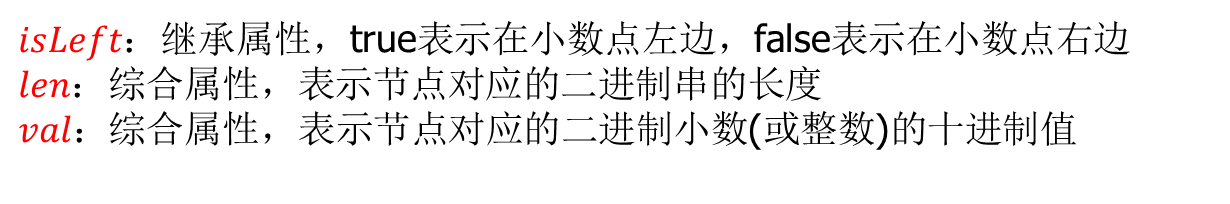 isLeft：继承属性，true表示在小数点左边，false表示在小数点右边
len：综合属性，表示节点对应的二进制串的长度
val：综合属性，表示节点对应的二进制小数(或整数)的十进制值